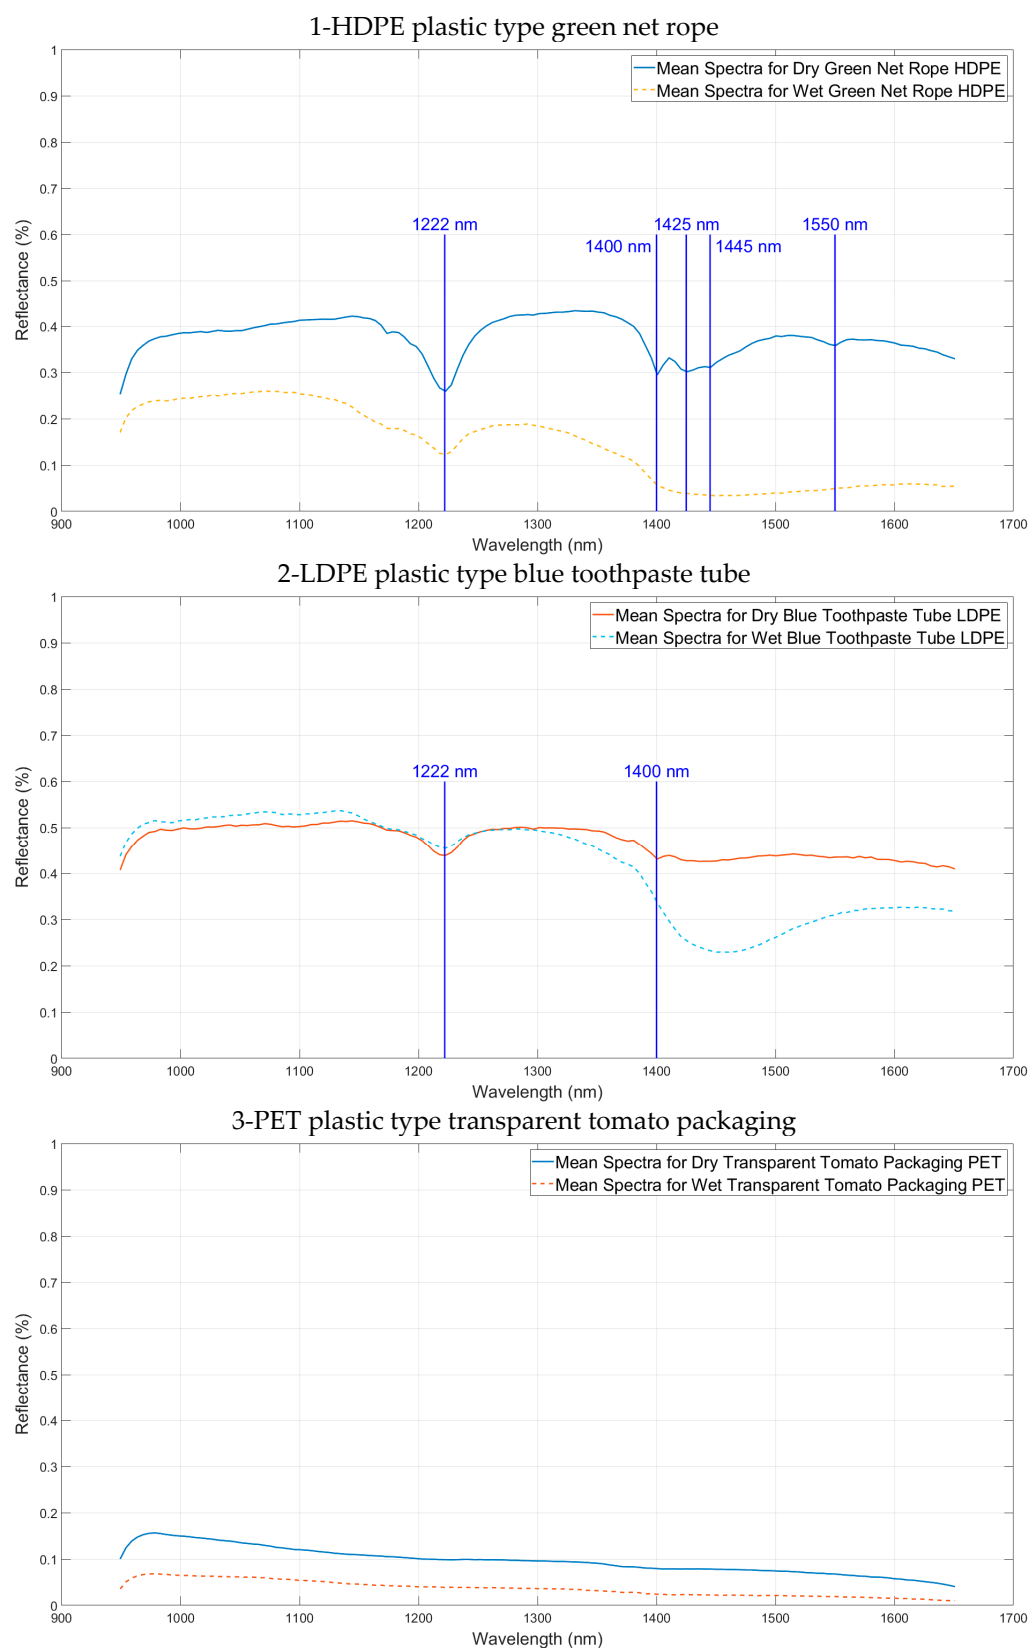 1-HDPE plastic type green net rope
Mean Spectra for Dry Green Net Rope HDPE
Mean Spectra for Wet Green Net Rope HDPE
1
0.9
0.8
0.7
0.6
0.5
0.4
0.3
0.2
0.1
0
Reflectance (%)
1222 nm
1425 nm
1550 nm
1400 nm
1445 nm
900 1000 1100 1200 1300 1400 1500 1600 1700
Wavelength (nm)
2-LDPE plastic type blue toothpaste tube
Mean Spectra for Dry Blue Toothpaste Tube LDPE
Mean Spectra for Wet Blue Toothpaste Tube LDPE
1
0.9
0.8
0.7
0.6
0.5
0.4
0.3
0.2
0.1
0
Reflectance (%)
1222 nm
1400 nm
900 1000 1100 1200 1300 1400 1500 1600 1700
Wavelength (nm)
3-PET plastic type transparent tomato packaging
Mean Spectra for Dry Transparent Tomato Packaging PET
Mean Spectra for Wet Transparent Tomato Packaging PET
1
0.9
0.8
0.7
0.6
0.5
0.4
0.3
0.2
0.1
0
Reflectance (%)
900 1000 1100 1200 1300 1400 1500 1600 1700
Wavelength (nm)